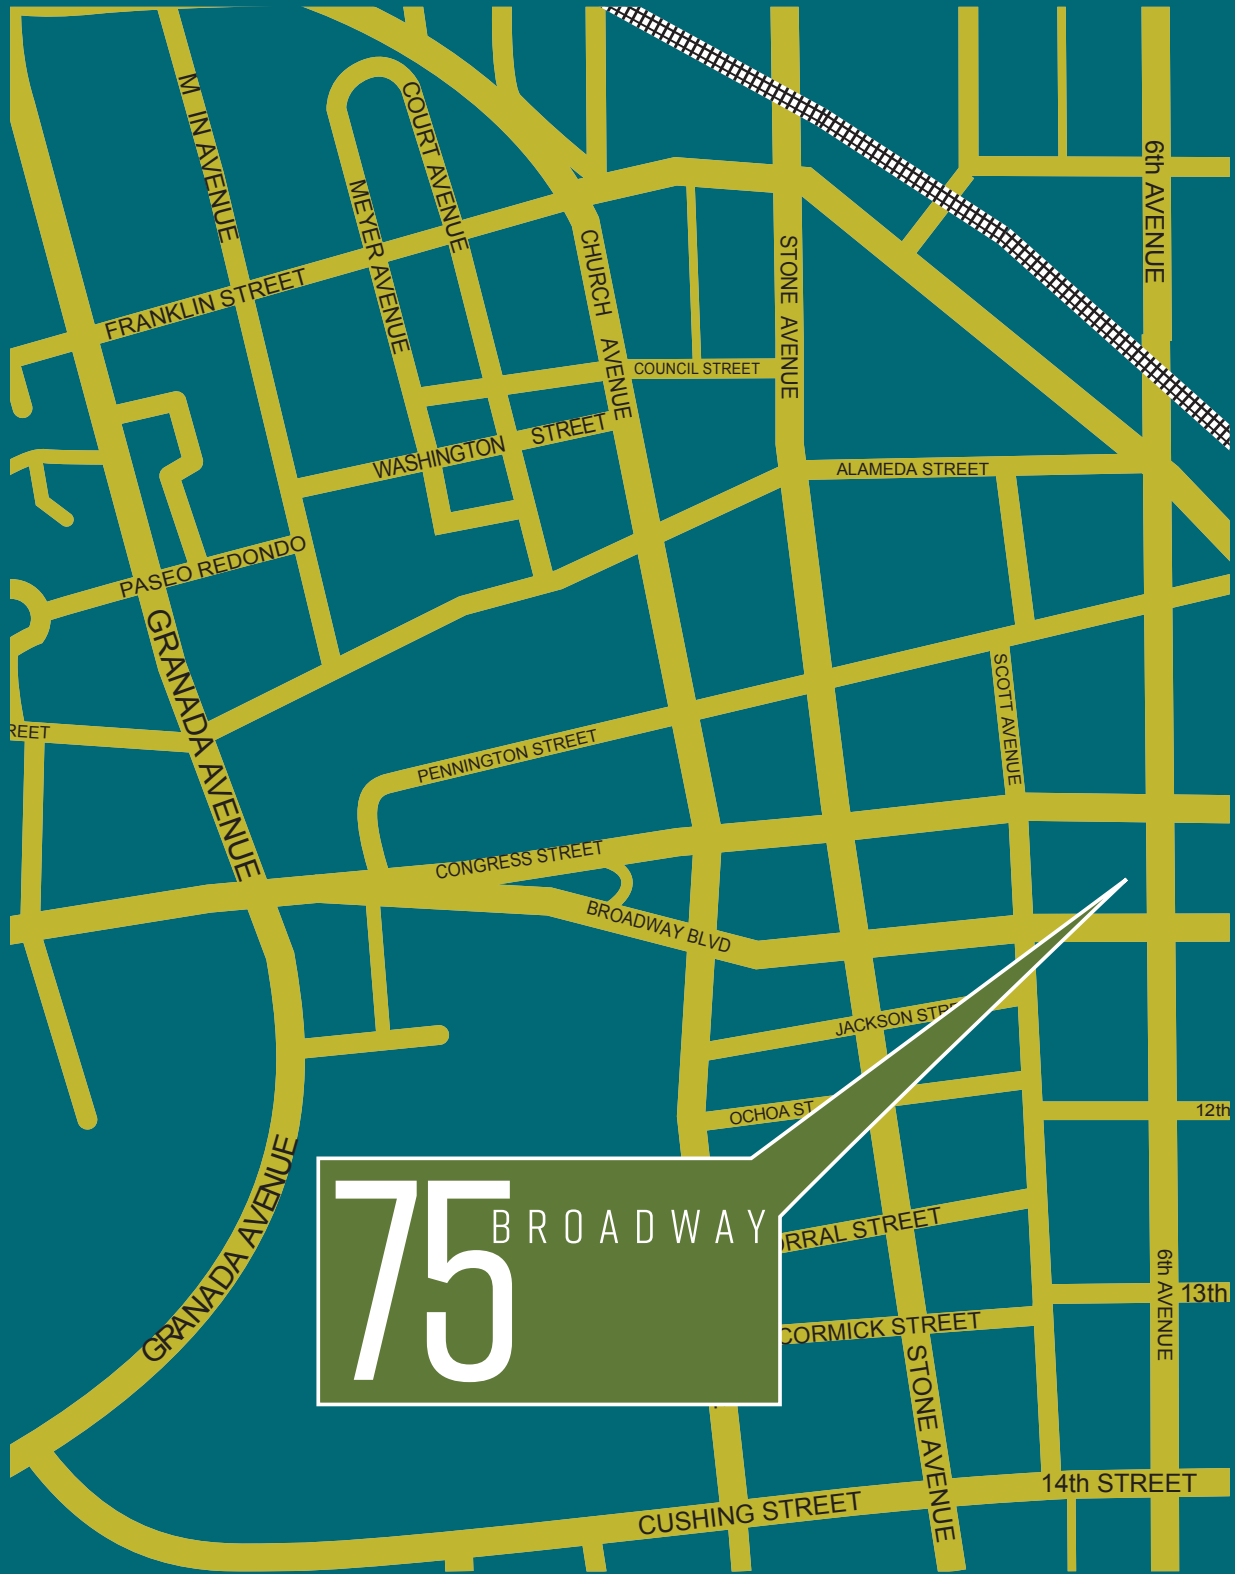 M IN AVENUE
COURT AVENUE
6th AVENUE
MEYER AVENUE
CHURCH AVENUE
STONE AVENUE
FRANKLIN STREET
COUNCIL STREET
WASHINGTON STREET
ALAMEDA STREET
PASEO REDONDO
GRANADA AVENUE
SCOTT AVENUE
REET
PENNINGTON STREET
CONGRESS STREET
BROADWAY BLVD
JACKSON STRE
OCHOA ST
12th
GRANADA AVENUE
75
BROADWAY
ORRAL STREET
6th AVENUE
13th
CORMICK STREET
STONE AVENUE
14th STREET
CUSHING STREET